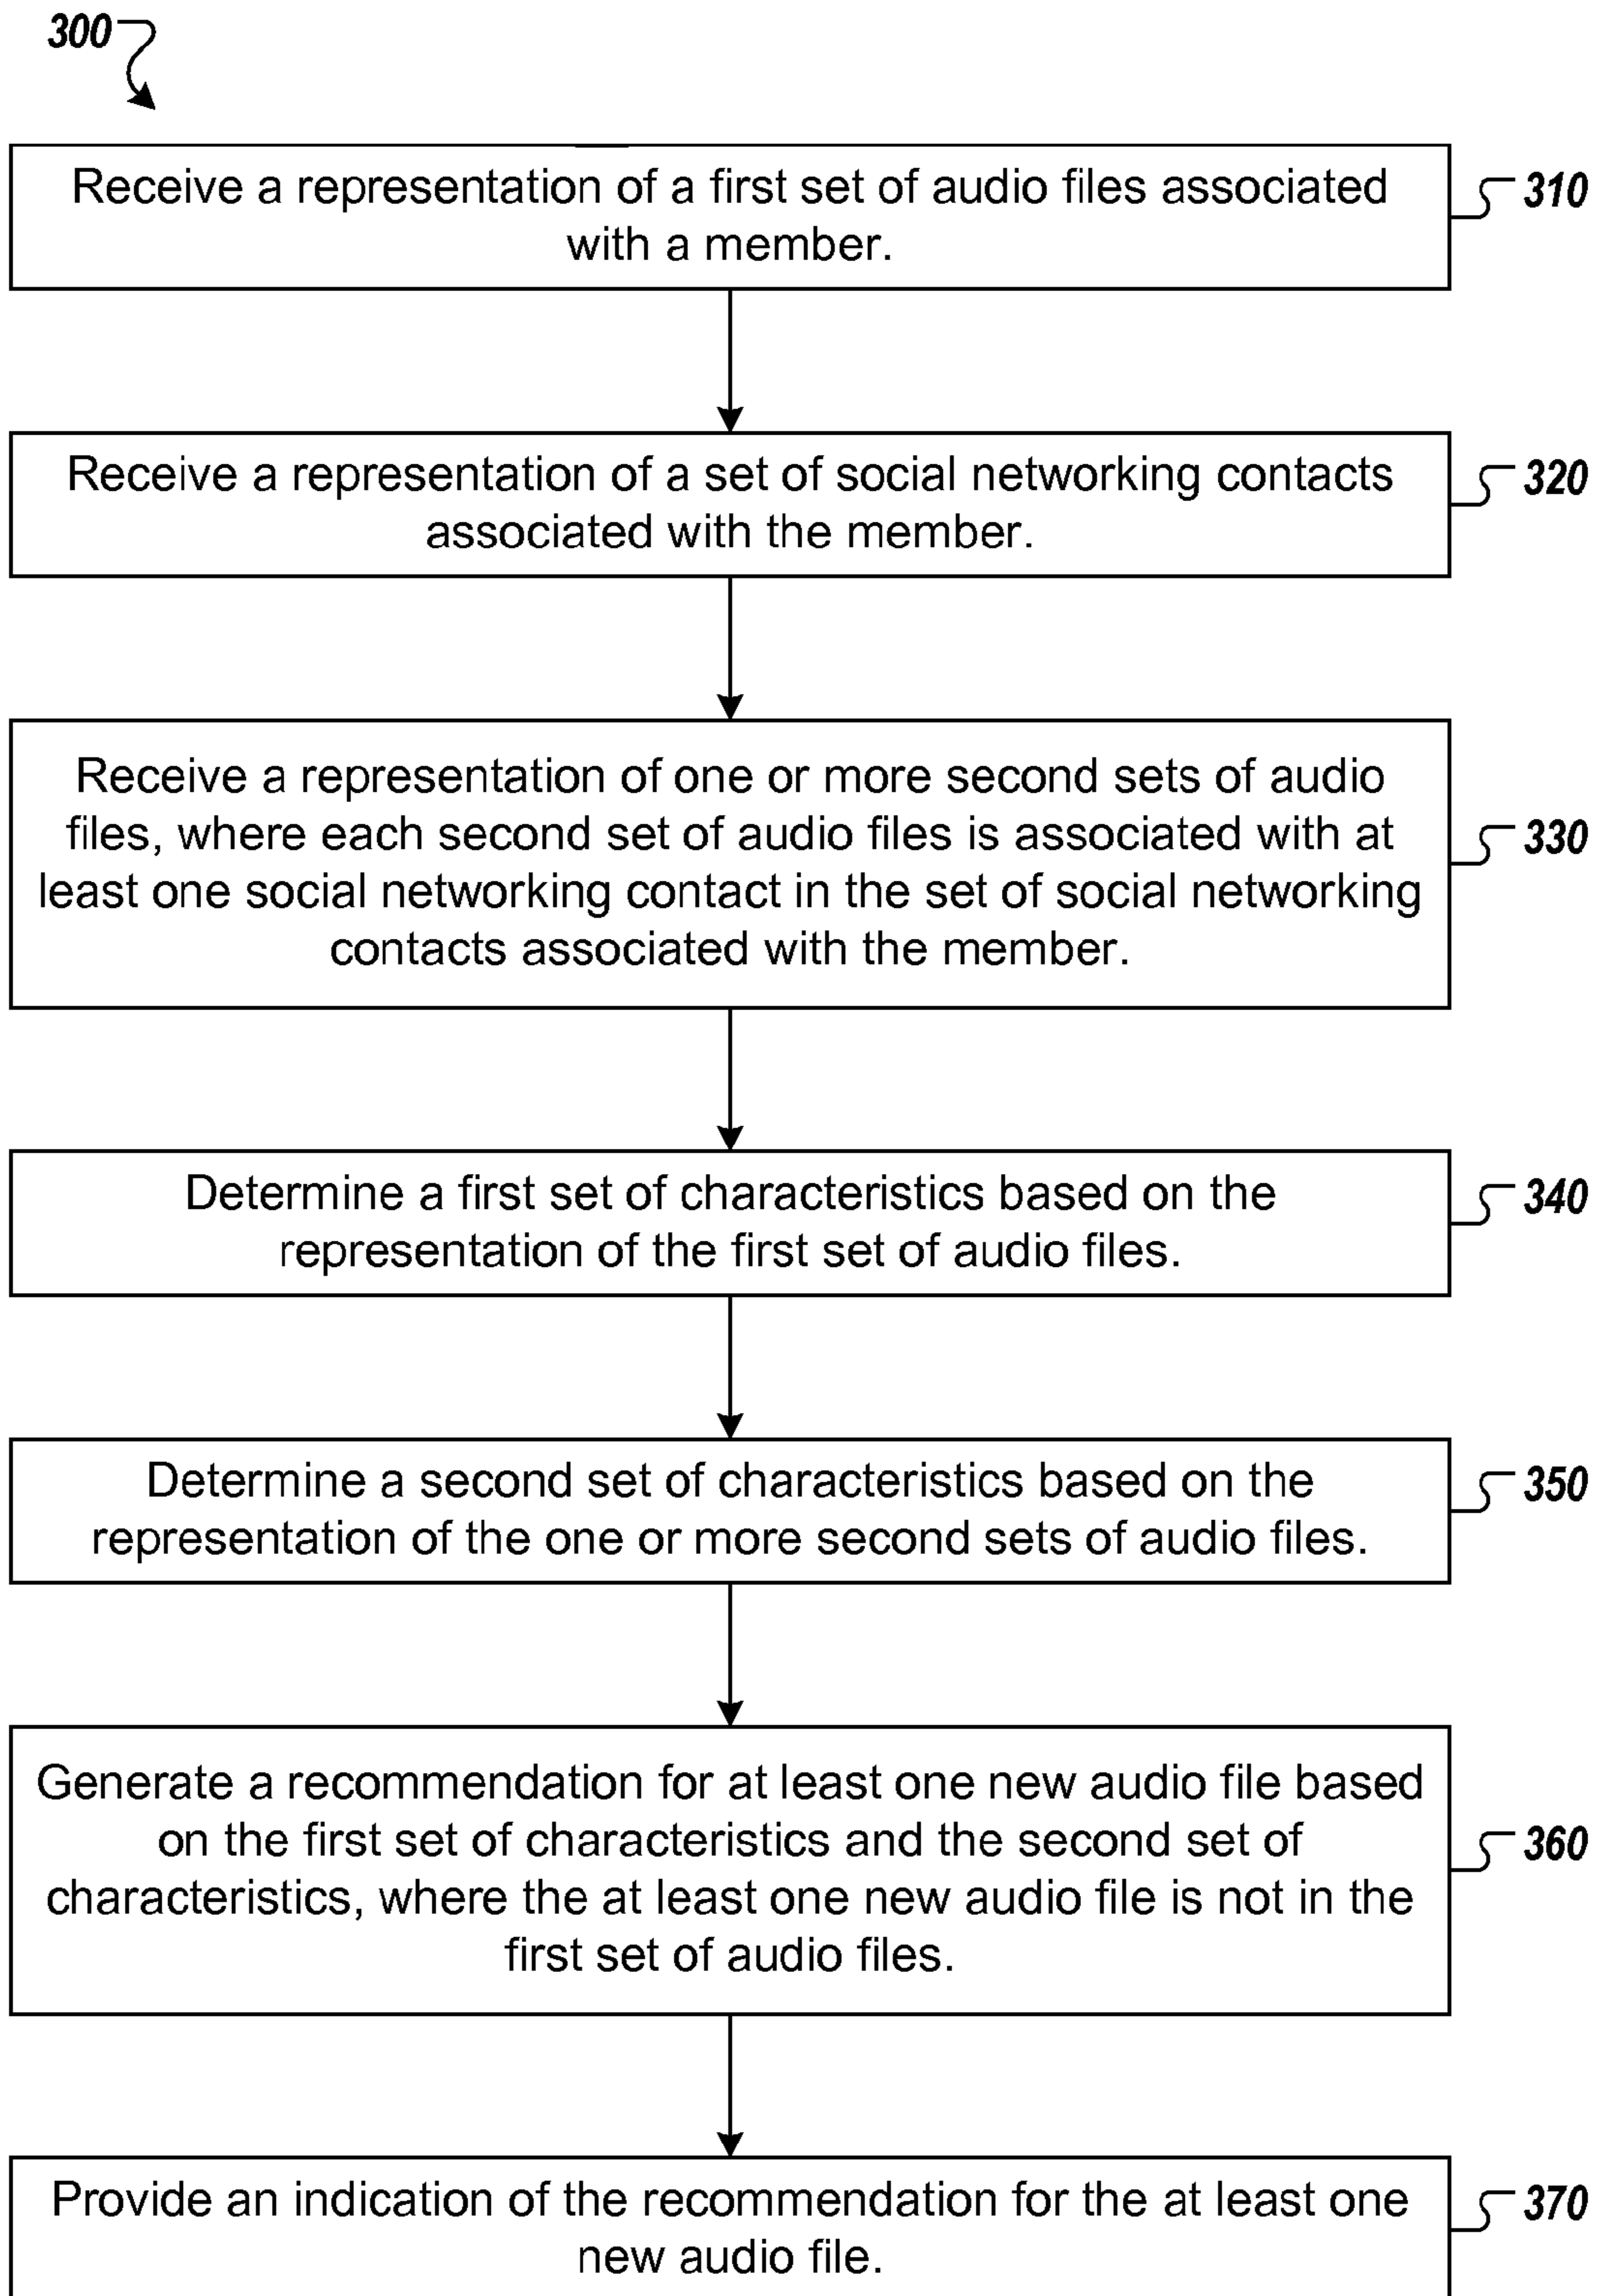 300
Receive a representation of a first set of audio files associated
with a member.
310
Receive a representation of a set of social networking contacts
associated with the member.
320
Receive a representation of one or more second sets of audio
files, where each second set of audio files is associated with at
least one social networking contact in the set of social networking
contacts associated with the member.
330
Determine a first set of characteristics based on the
representation of the first set of audio files.
340
Determine a second set of characteristics based on the
representation of the one or more second sets of audio files.
350
Generate a recommendation for at least one new audio file based
on the first set of characteristics and the second set of
characteristics, where the at least one new audio file is not in the
first set of audio files.
360
Provide an indication of the recommendation for the at least one
new audio file.
370